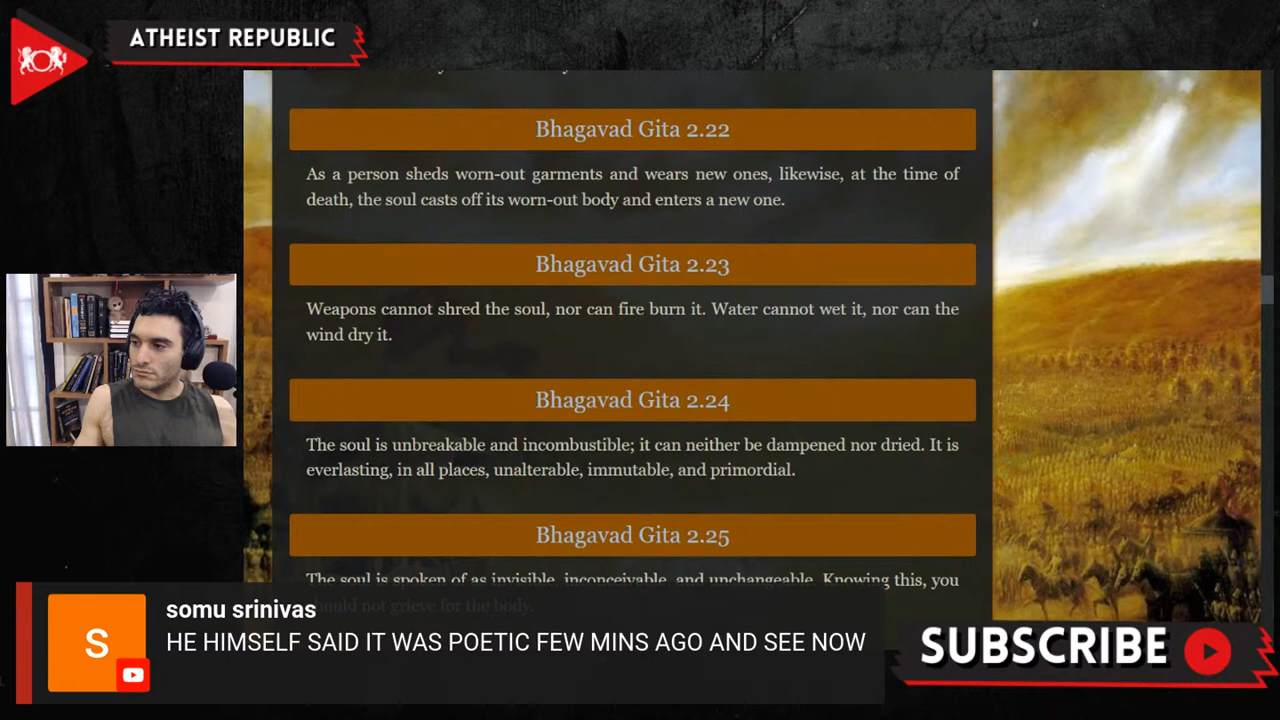 ATHEIST REPUBLIC
Bhagavad Gita 2.22
As a person sheds worn-out garments and wears new ones, likewise, at the time of
death, the soul casts off its worn-out body and enters a new one.
Bhagavad Gita 2.23
Weapons cannot shred the soul, nor can fire burn it. Water cannot wet it, nor can the
wind dry it.
Bhagavad Gita 2.24
The soul is unbreakable and incombustible; it can neither be dampened nor dried. It is
everlasting, in all places, unalterable, immutable, and primordial.
Bhagavad Gita 2.25
The soul is spoken of as invisible, inconceivable, and unchangeable. Knowing this, you
should not grieve for the body.
S
somu srinivas
HE HIMSELF SAID IT WAS POETIC FEW MINS AGO AND SEE NOW
SUBSCRIBE